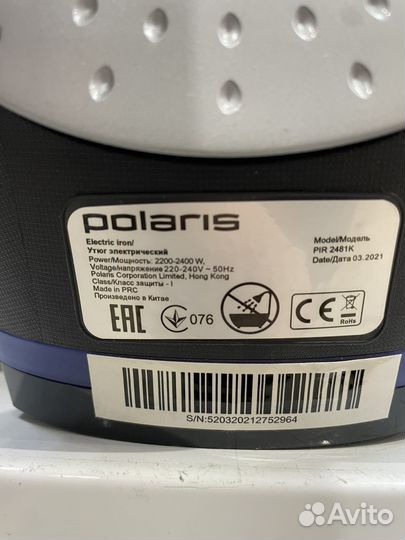 polaris
Electric iron/
Утюг электрический
Model/Модель
PIR 2481K
Power/Мощность: 2200-2400 W,
Date/Дата 03.2021
Voltage/напряжение 220-240V ~ 50Hz
Polaris Corporation Limited, Hong Kong
Class/Класс защиты - I
Made in PRC
Произведено в Китае
EAC 076 CE RoHs
S/N:520320212752964
Avito